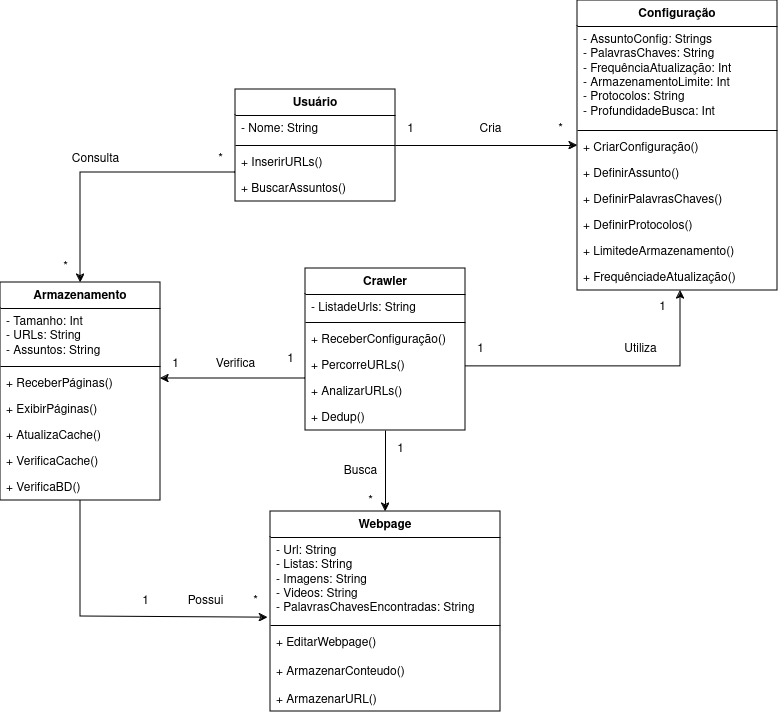 Configuração
- AssuntoConfig: Strings
- PalavrasChaves: String
- FrequênciaAtualização: Int
- ArmazenamentoLimite: Int
- Protocolos: String
- ProfundidadeBusca: Int
+ CriarConfiguração()
+ DefinirAssunto()
+ DefinirPalavrasChaves()
+ DefinirProtocolos()
+ LimitedeArmazenamento()
+ FrequênciadeAtualização()
Usuário
- Nome: String
+ InserirURLs()
+ BuscarAssuntos()
1 Cria *
Consulta *
*
Armazenamento
- Tamanho: Int
- URLs: String
- Assuntos: String
+ ReceberPáginas()
+ ExibirPáginas()
+ AtualizaCache()
+ VerificaCache()
+ VerificaBD()
Crawler
- ListadeUrls: String
+ ReceberConfiguração()
+ PercorreURLs()
+ AnalizarURLs()
+ Dedup()
1 Verifica 1
1 Utiliza 1
1
Busca
*
Webpage
- Url: String
- Listas: String
- Imagens: String
- Videos: String
- PalavrasChavesEncontradas: String
+ EditarWebpage()
+ ArmazenarConteudo()
+ ArmazenarURL()
1 Possui *